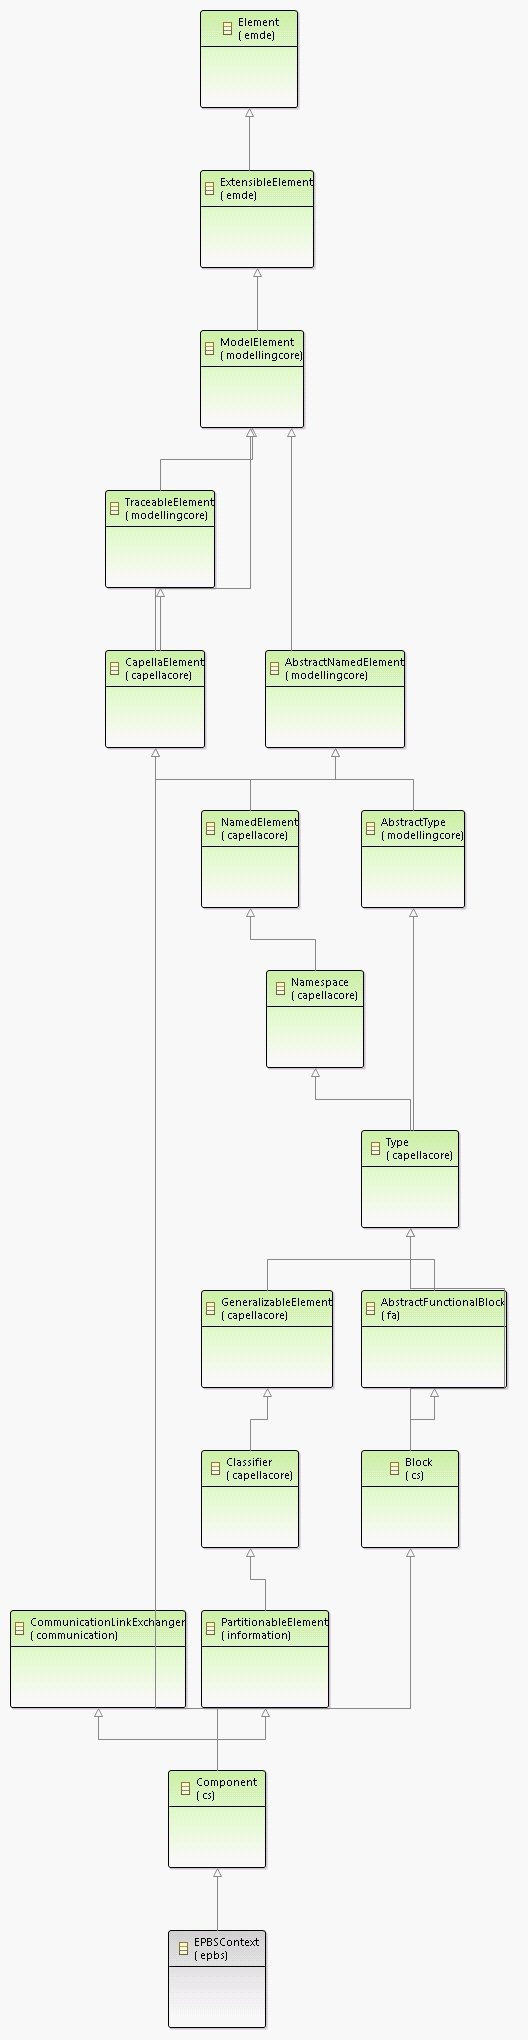 Element
( emde)
ExtensibleElement
( emde)
ModelElement
( modellingcore)
TraceableElement
( modellingcore)
CapellaElement
( capellacore)
AbstractNamedElement
( modellingcore)
NamedElement
( capellacore)
AbstractType
( modellingcore)
Namespace
( capellacore)
Type
( capellacore)
GeneralizableElement
( capellacore)
AbstractFunctionalBlock
( fa)
Classifier
( capellacore)
Block
( cs)
CommunicationLinkExchanger
( communication)
PartitionableElement
( information)
Component
( cs)
EPBSContext
( epbs)